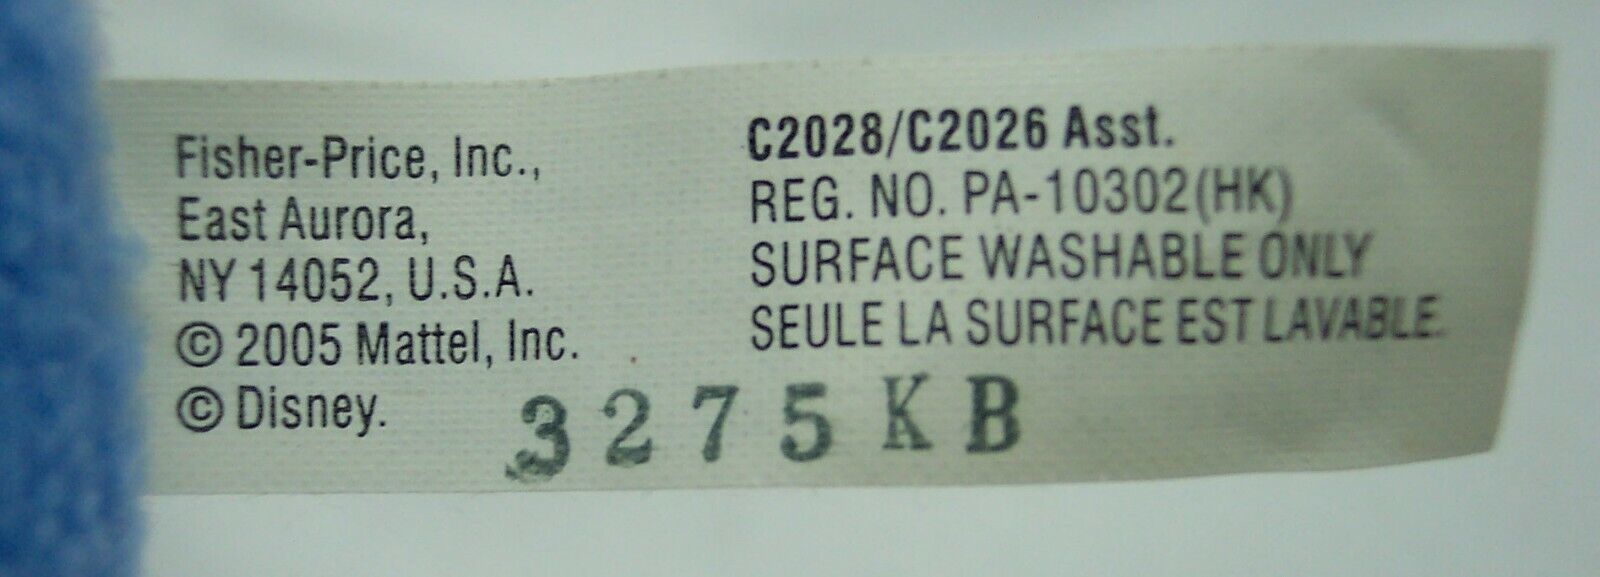 Fisher-Price, Inc.,
East Aurora,
NY 14052, U.S.A.
© 2005 Mattel, Inc.
© Disney.
C2028/C2026 Asst.
REG. NO. PA-10302(HK)
SURFACE WASHABLE ONLY
SEULE LA SURFACE EST LAVABLE.
3275KB